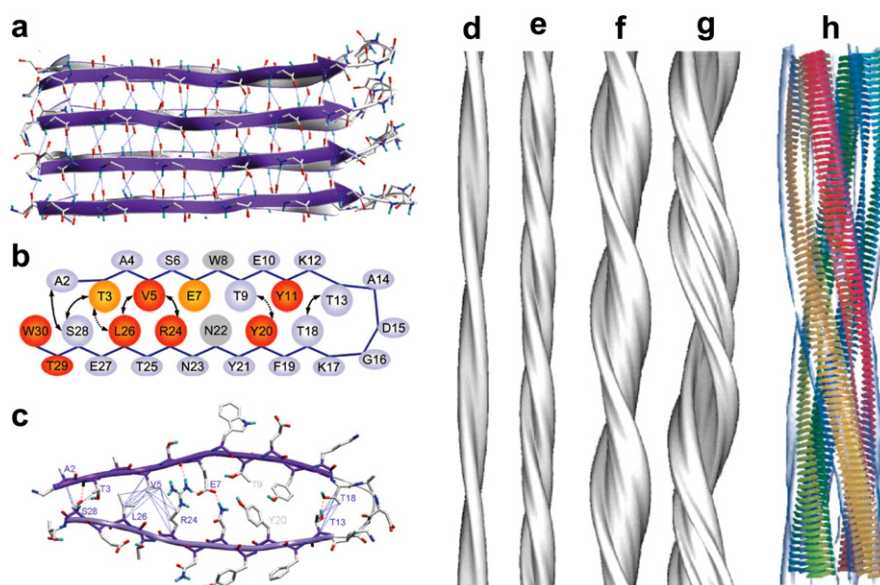 a
d e f g h
b
S6 W8 E10
A4 K12
A2 A14
T3 V5 E7 T9 Y11 T13
D15
W30 S28 L26 R24 N22 Y20 T18
G16
T29 E27 T25 N23 Y21 F19 K17
c
A2
T3 V5 E7 T9 T18
S28 L26 R24 Y20 T13